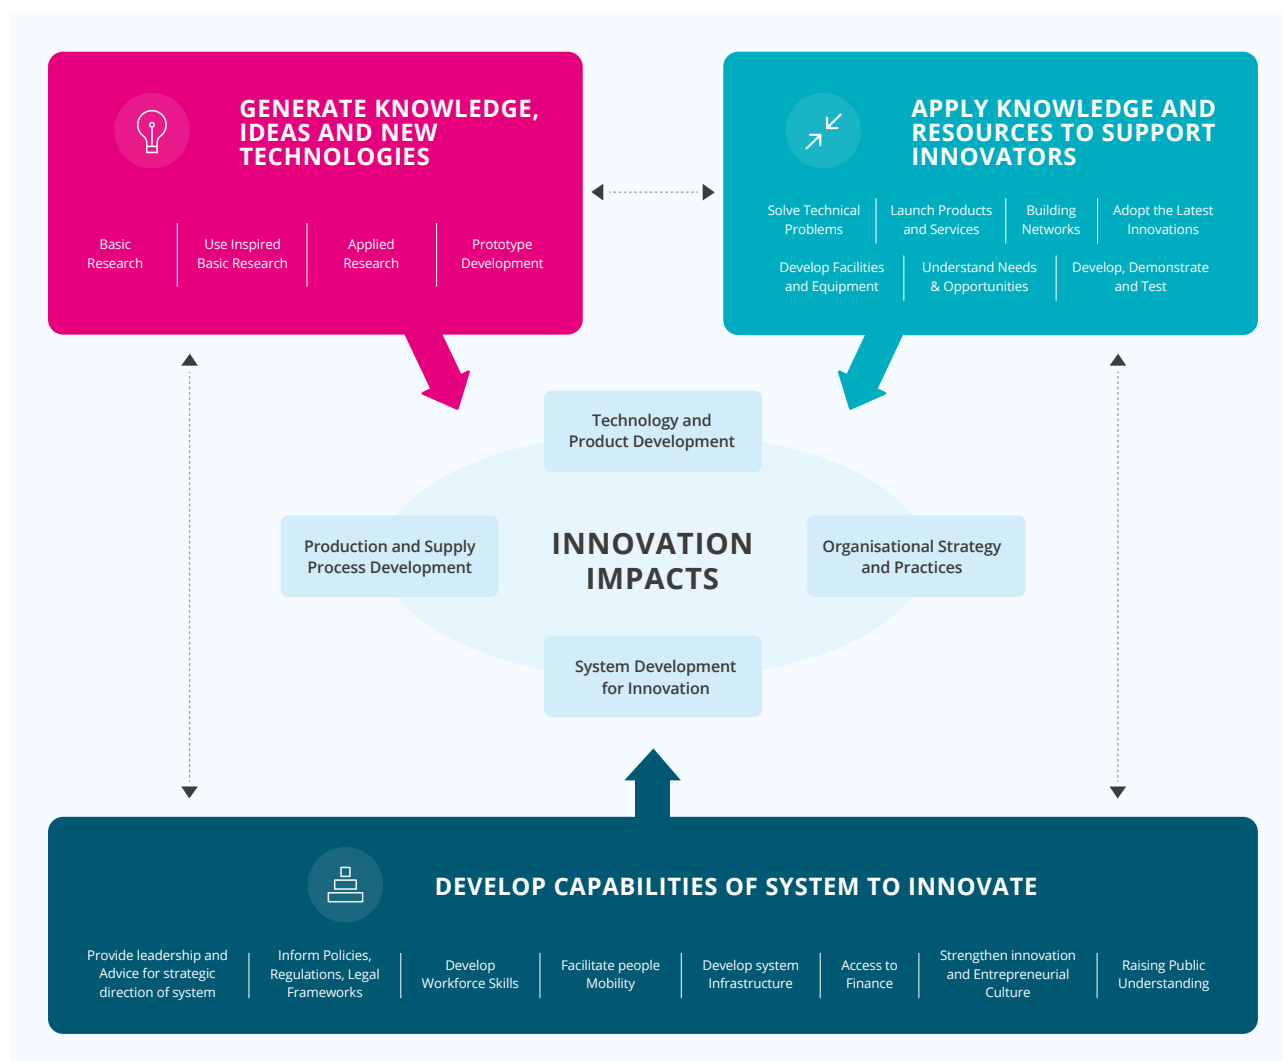 GENERATE KNOWLEDGE,
IDEAS AND NEW
TECHNOLOGIES
Basic
Research
Use Inspired
Basic Research
Applied
Research
Prototype
Development
APPLY KNOWLEDGE AND
RESOURCES TO SUPPORT
INNOVATORS
Solve Technical
Problems
Launch Products
and Services
Building
Networks
Adopt the Latest
Innovations
Develop Facilities
and Equipment
Understand Needs
& Opportunities
Develop, Demonstrate
and Test
Technology and
Product Development
Production and Supply
Process Development
INNOVATION
IMPACTS
Organisational Strategy
and Practices
System Development
for Innovation
DEVELOP CAPABILITIES OF SYSTEM TO INNOVATE
Provide leadership and
Advice for strategic
direction of system
Inform Policies,
Regulations, Legal
Frameworks
Develop
Workforce Skills
Facilitate people
Mobility
Develop system
Infrastructure
Access to
Finance
Strengthen innovation
and Entrepreneurial
Culture
Raising Public
Understanding